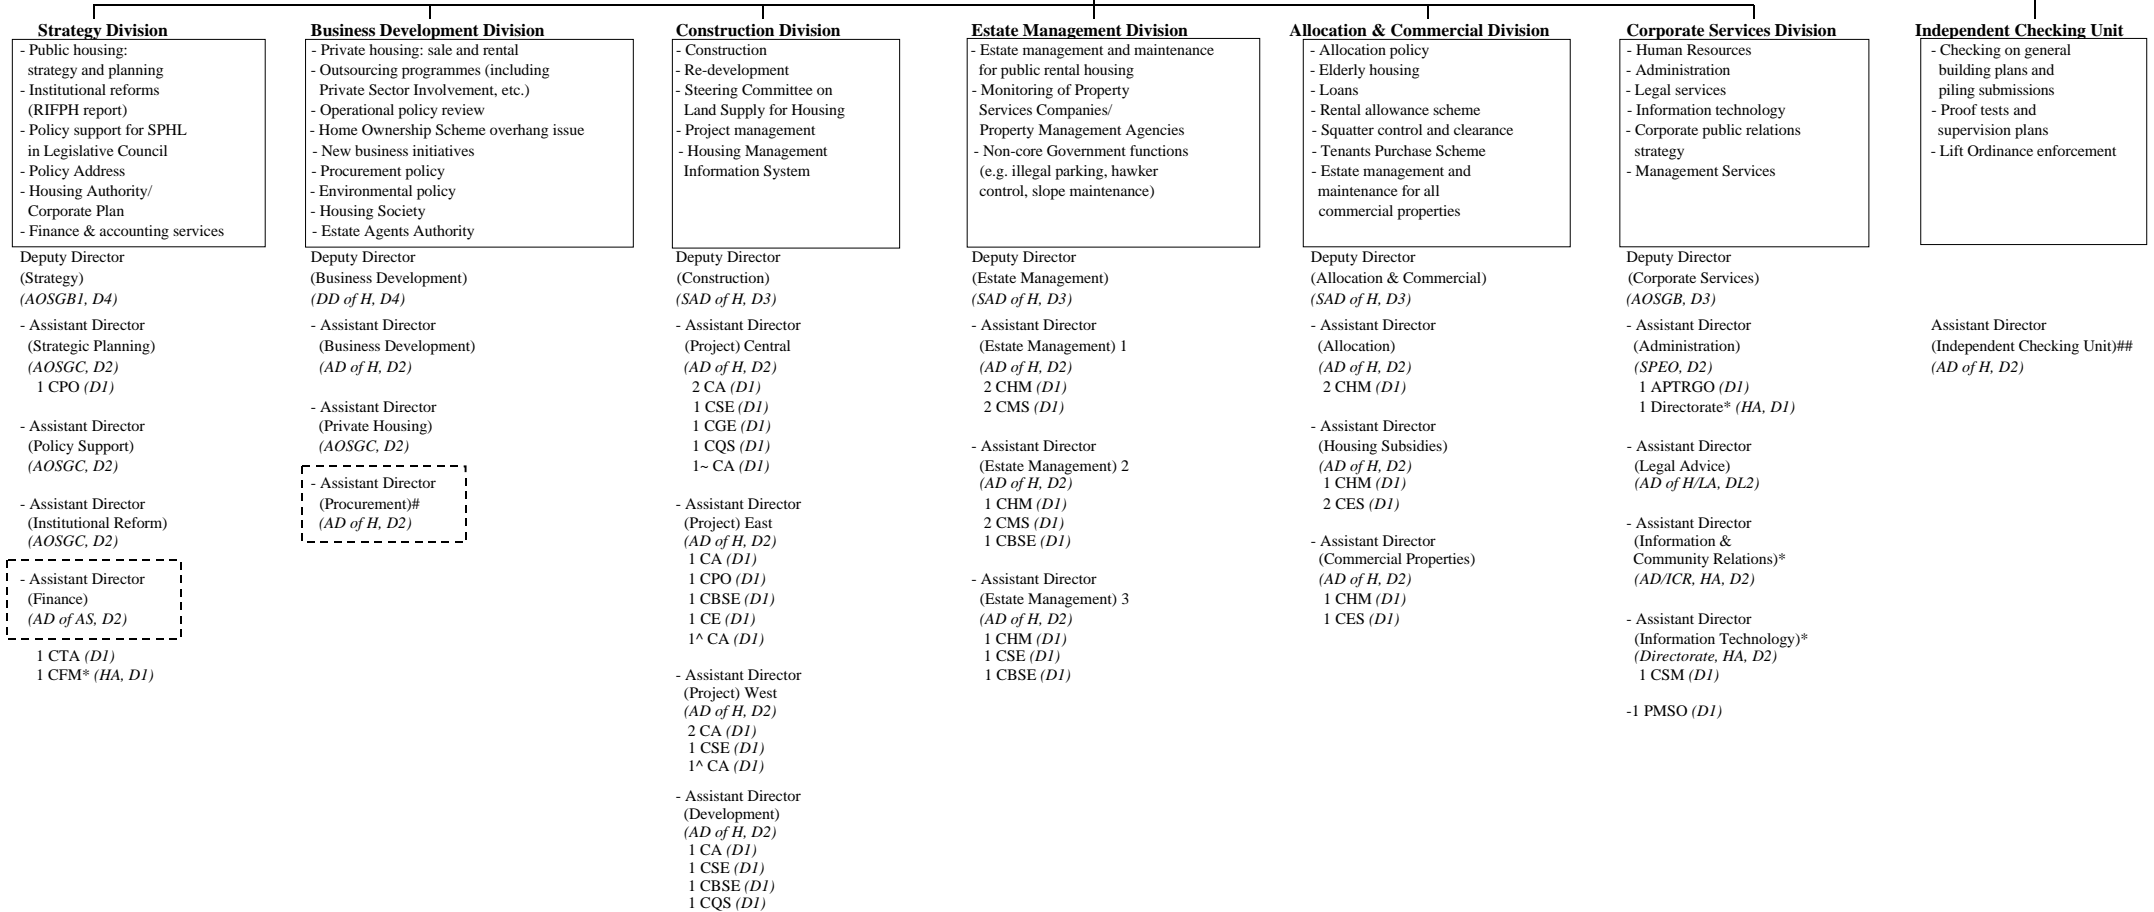 Strategy Division
- Public housing:
strategy and planning
- Institutional reforms
(RIFPH report)
- Policy support for SPHL
in Legislative Council
- Policy Address
- Housing Authority/
Corporate Plan
- Finance & accounting services
Deputy Director
(Strategy)
(AOSGB1, D4)
- Assistant Director
(Strategic Planning)
(AOSGC, D2)
1 CPO (D1)
- Assistant Director
(Policy Support)
(AOSGC, D2)
- Assistant Director
(Institutional Reform)
(AOSGC, D2)
- Assistant Director
(Finance)
(AD of AS, D2)
1 CTA (D1)
1 CFM* (HA, D1)
Business Development Division
- Private housing: sale and rental
- Outsourcing programmes (including
Private Sector Involvement, etc.)
- Operational policy review
- Home Ownership Scheme overhang issue
- New business initiatives
- Procurement policy
- Environmental policy
- Housing Society
- Estate Agents Authority
Deputy Director
(Business Development)
(DD of H, D4)
- Assistant Director
(Business Development)
(AD of H, D2)
- Assistant Director
(Private Housing)
(AOSGC, D2)
- Assistant Director
(Procurement)#
(AD of H, D2)
Construction Division
- Construction
- Re-development
- Steering Committee on
Land Supply for Housing
- Project management
- Housing Management
Information System
Deputy Director
(Construction)
(SAD of H, D3)
- Assistant Director
(Project) Central
(AD of H, D2)
2 CA (D1)
1 CSE (D1)
1 CGE (D1)
1 CQS (D1)
1~ CA (D1)
- Assistant Director
(Project) East
(AD of H, D2)
1 CA (D1)
1 CPO (D1)
1 CBSE (D1)
1 CE (D1)
1^ CA (D1)
- Assistant Director
(Project) West
(AD of H, D2)
2 CA (D1)
1 CSE (D1)
1^ CA (D1)
- Assistant Director
(Development)
(AD of H, D2)
1 CA (D1)
1 CSE (D1)
1 CBSE (D1)
1 CQS (D1)
Estate Management Division
- Estate management and maintenance
for public rental housing
- Monitoring of Property
Services Companies/
Property Management Agencies
- Non-core Government functions
(e.g. illegal parking, hawker
control, slope maintenance)
Deputy Director
(Estate Management)
(SAD of H, D3)
- Assistant Director
(Estate Management) 1
(AD of H, D2)
2 CHM (D1)
2 CMS (D1)
- Assistant Director
(Estate Management) 2
(AD of H, D2)
1 CHM (D1)
2 CMS (D1)
1 CBSE (D1)
- Assistant Director
(Estate Management) 3
(AD of H, D2)
1 CHM (D1)
1 CSE (D1)
1 CBSE (D1)
Allocation & Commercial Division
- Allocation policy
- Elderly housing
- Loans
- Rental allowance scheme
- Squatter control and clearance
- Tenants Purchase Scheme
- Estate management and
maintenance for all
commercial properties
Deputy Director
(Allocation & Commercial)
(SAD of H, D3)
- Assistant Director
(Allocation)
(AD of H, D2)
2 CHM (D1)
- Assistant Director
(Housing Subsidies)
(AD of H, D2)
1 CHM (D1)
2 CES (D1)
- Assistant Director
(Commercial Properties)
(AD of H, D2)
1 CHM (D1)
1 CES (D1)
Corporate Services Division
- Human Resources
- Administration
- Legal services
- Information technology
- Corporate public relations
strategy
- Management Services
Deputy Director
(Corporate Services)
(AOSGB, D3)
- Assistant Director
(Administration)
(SPEO, D2)
1 APTRGO (D1)
1 Directorate* (HA, D1)
- Assistant Director
(Legal Advice)
(AD of H/LA, DL2)
- Assistant Director
(Information &
Community Relations)*
(AD/ICR, HA, D2)
- Assistant Director
(Information Technology)*
(Directorate, HA, D2)
1 CSM (D1)
-1 PMSO (D1)
Independent Checking Unit
- Checking on general
building plans and
piling submissions
- Proof tests and
supervision plans
- Lift Ordinance enforcement
Assistant Director
(Independent Checking Unit)##
(AD of H, D2)